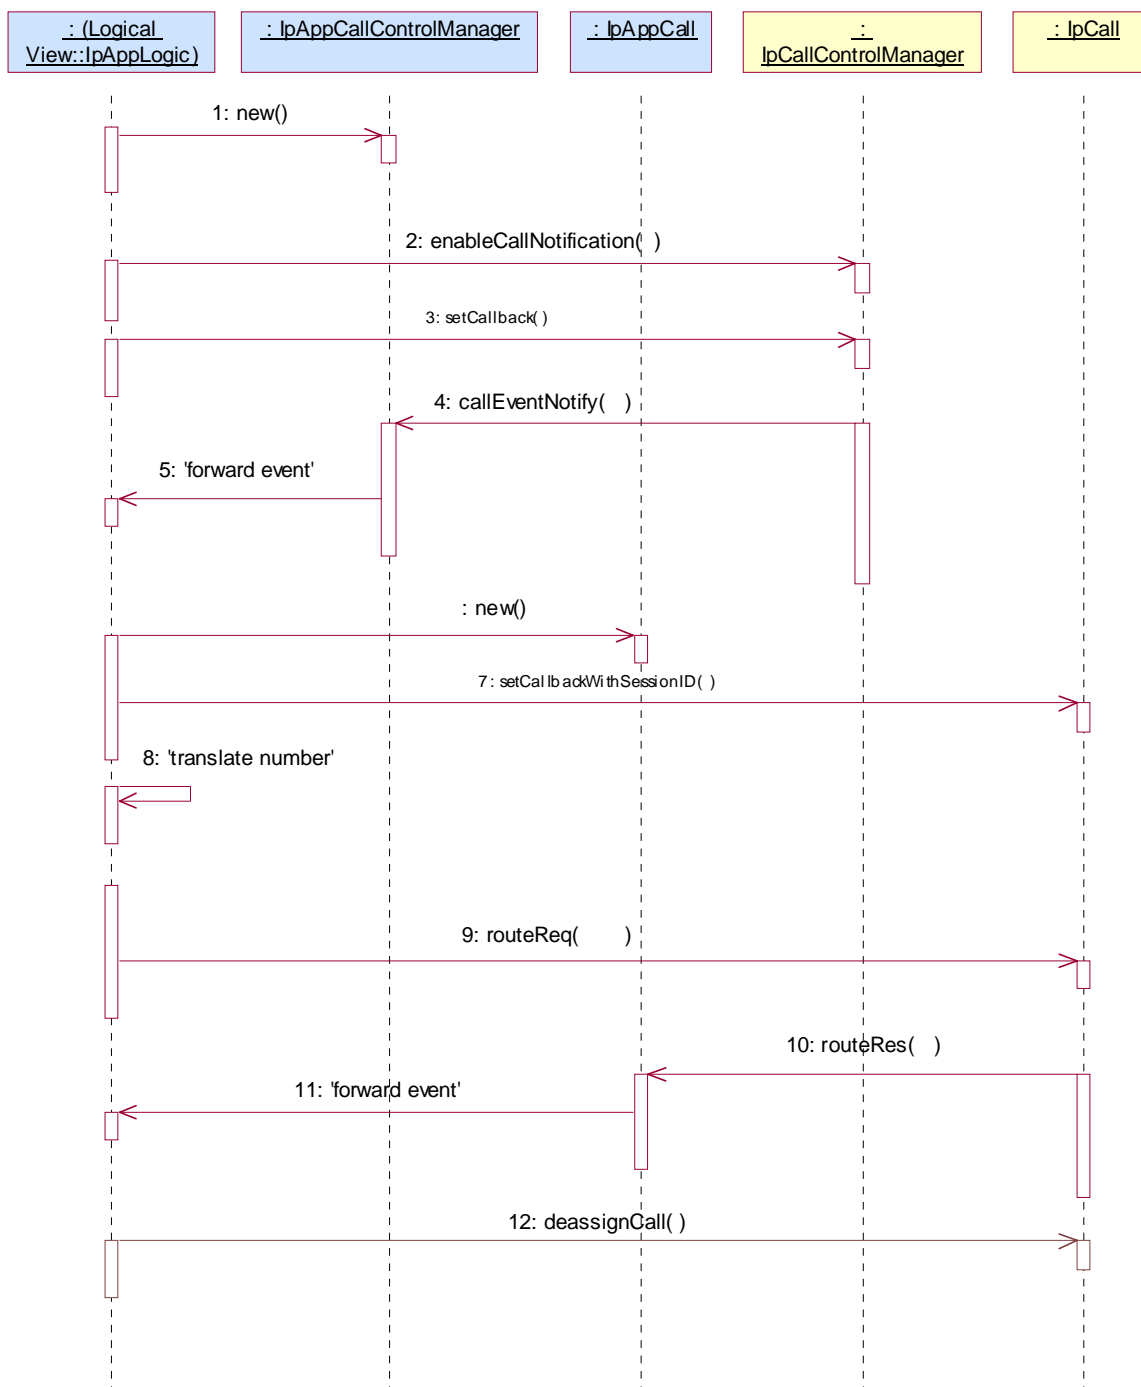 : (Logical
View::IpAppLogic)
: IpAppCallControlManager
: IpAppCall
:
IpCallControlManager
: IpCall
1: new()
2: enableCallNotification( )
3: setCallback( )
4: callEventNotify( )
5: 'forward event'
: new()
7: setCallbackWithSessionID( )
8: 'translate number'
9: routeReq( )
10: routeRes( )
11: 'forward event'
12: deassignCall( )